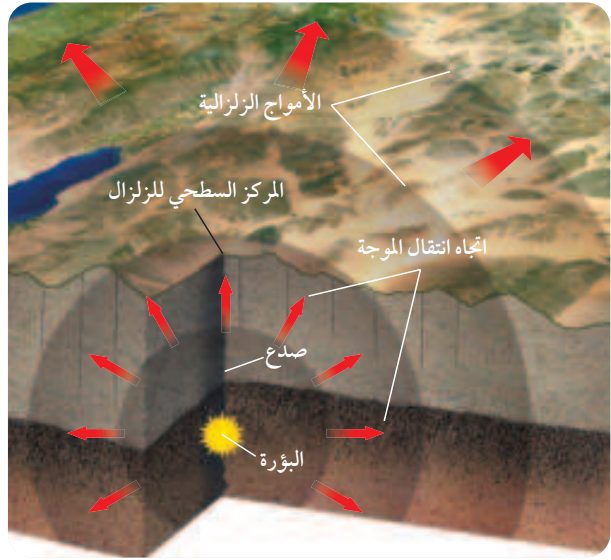 الأمواج الزلزالية
المركز السطحي للزلزال
اتجاه انتقال الموجة
صدع
البؤرة